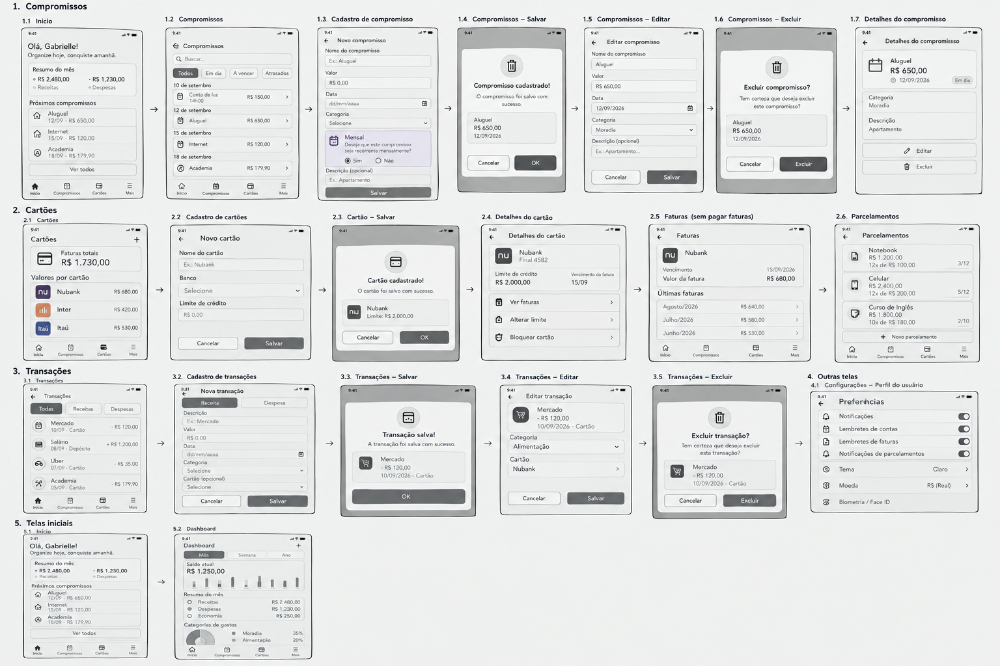 1. Compromissos
1.1 Inicio
9:41
Olá, Gabrielle!
Organize hoje, conquiste amanhã.
Resumo do mês
R$ 2.480,00 - R$ 1,230,00
Receitas Despesas
Próximos compromissos
Aluguel
12/09 - R$ 650,00
Internet
15/09 - R$ 120,00
Academia
18/09 - R$ 179,90
Ver todos
Início Compromissos Cartões Mais
1.2 Compromissos
9:41
Compromissos
Buscar...
Todos Em dia A vencer Atrasados
10 de setembro
Conta de luz R$ 150,00
14h00
12 de setembro
Aluguel R$ 650,00
15 de setembro
Internet R$ 120,00
18 de setembro
Academia R$ 179,90
Início Compromissos Cartões Mais
1.3 Cadastro de compromisso
9:41
Novo compromisso
Nome do compromisso
Ex.: Aluguel
Valor
R$ 0,00
Data
dd/mm/aaaa
Categoria
Selecione
Mensal
Deseja que este compromisso
seja recorrente mensalmente?
Sim Não
Descrição (opcional)
Ex.: Apartamento
Salvar
1.4. Compromissos – Salvar
9:41
Compromisso cadastrado!
O compromisso foi salvo com
sucesso.
Aluguel
R$ 650,00
12/09/2026
Cancelar OK
1.5 Compromissos – Editar
9:41
Editar compromisso
Nome do compromisso
Aluguel
Valor
R$ 650,00
Data
12/09/2026
Categoria
Moradia
Descrição (opcional)
Ex.: Apartamento...
Cancelar Salvar
1.6 Compromissos – Excluir
9:41
Excluir compromisso?
Tem certeza que deseja excluir
este compromisso?
Aluguel
R$ 650,00
12/09/2026
Cancelar Excluir
1.7. Detalhes do compromisso
9:41
Detalhes do compromissso
Aluguel
R$ 650,00
12/09/2026 Em dia
Categoria
Moradia
Descrição
Apartamento
Editar
Excluir
2. Cartões
2.1 Cartões
9:41
Cartões +
Faturas totais
R$ 1.730,00
Valores por cartão
nu Nubank R$ 680,00
Inter R$ 420,00
Itaú Itaú R$ 530,00
Início Compromissos Cartões Mais
2.2 Cadastro de cartões
9:41
Novo cartão
Nome do cartão
Ex.: Nubank
Banco
Selecione
Limite de crédito
R$ 0,00
Cancelar Salvar
2.3. Cartão – Salvar
9:41
Cartão cadastrado!
O cartão foi salvo com sucesso.
Nubank
Limite: R$ 2.000,00
Cancelar OK
2.4. Detalhes do cartão
9:41
Detalhes do cartão
nu Nubank
Final 4582
Limite de crédito Vencimento da fatura
R$ 2.000,00 15/09
Ver faturas
Alterar limite
Bloquear cartão
2.5 Faturas (sem pagar faturas)
9:41
Faturas
nu Nubank
Vencimento 15/09/2026
Valor da fatura R$ 680,00
Últimas faturas
Agosto/2026 R$ 640,00
Julho/2026 R$ 580,00
Junho/2026 R$ 530,00
Início Compromissos Cartões Mais
2.6. Parcelamentos
9:41
Parcelamentos
Notebook
R$ 1.200,00
12x de R$ 100,00 3/12
Celular
R$ 2.400,00
12x de R$ 200,00 5/12
Curso de Inglês
R$ 1.800,00
10x de R$ 180,00 2/10
+ Novo parcelamento
Início Compromissos Cartões Mais
3. Transações
3.1 Transações
9:41
Transações
Todas Receitas Despesas
Mercado
10/09 - Cartão - R$ 120,00
Salário
08/09 - Depósito + R$ 1.200,00
Uber
07/09 - Cartão - R$ 35,00
Academia
05/09 - Cartão - R$ 179,90
Início Compromissos Cartões Mais
3.2. Cadastro de transações
9:41
Nova transação
Receita Despesa
Descrição
Ex.: Mercado
Valor
R$ 0,00
Data
dd/mm/aaaa
Categoria
Selecione
Cartão (opcional)
Selecione
Cancelar Salvar
3.3. Transações – Salvar
9:41
Transação salva!
A transação foi salva com sucesso.
Mercado
- R$ 120,00
10/09/2026 - Cartão
OK
3.4 Transações – Editar
9:41
Editar transação
Mercado
- R$ 120,00
10/09/2026 - Cartão
Categoria
Alimentação
Cartão
Nubank
Cancelar Salvar
3.5 Transações – Excluir
9:41
Excluir transação?
Tem certeza que deseja excluir
esta transação?
Mercado
- R$ 120,00
10/09/2026 - Cartão
Cancelar Excluir
4. Outras telas
4.1 Configurações – Perfil do usuário
9:41
Notificações
Lembretes de contas
Lembretes de faturas
Notificações de parcelamentos
Tema Claro
Moeda R$ (Real)
Biometria / Face ID
5. Telas iniciais
5.1 Início
9:41
Olá, Gabrielle!
Organize hoje, conquiste amanhã.
Resumo do mês
R$ 2.480,00 - R$ 1,230,00
Receitas Despesas
Próximos compromissos
Aluguel
12/09 - R$ 650,00
Internet
15/09 - R$ 120,00
Academia
18/09 - R$ 179,90
Ver todos
Início Compromissos Cartões Mais
5.2 Dashboard
9:41
Dashboard +
Mês Semana Ano
Saldo atual
R$ 1.250,00
Resumo do mês
Receitas R$ 2.480,00
Despesas R$ 1.230,00
Economia R$ 250,00
Categorias de gastos
Moradia 35%
Alimentação 20%
Início Compromissos Cartões Mais